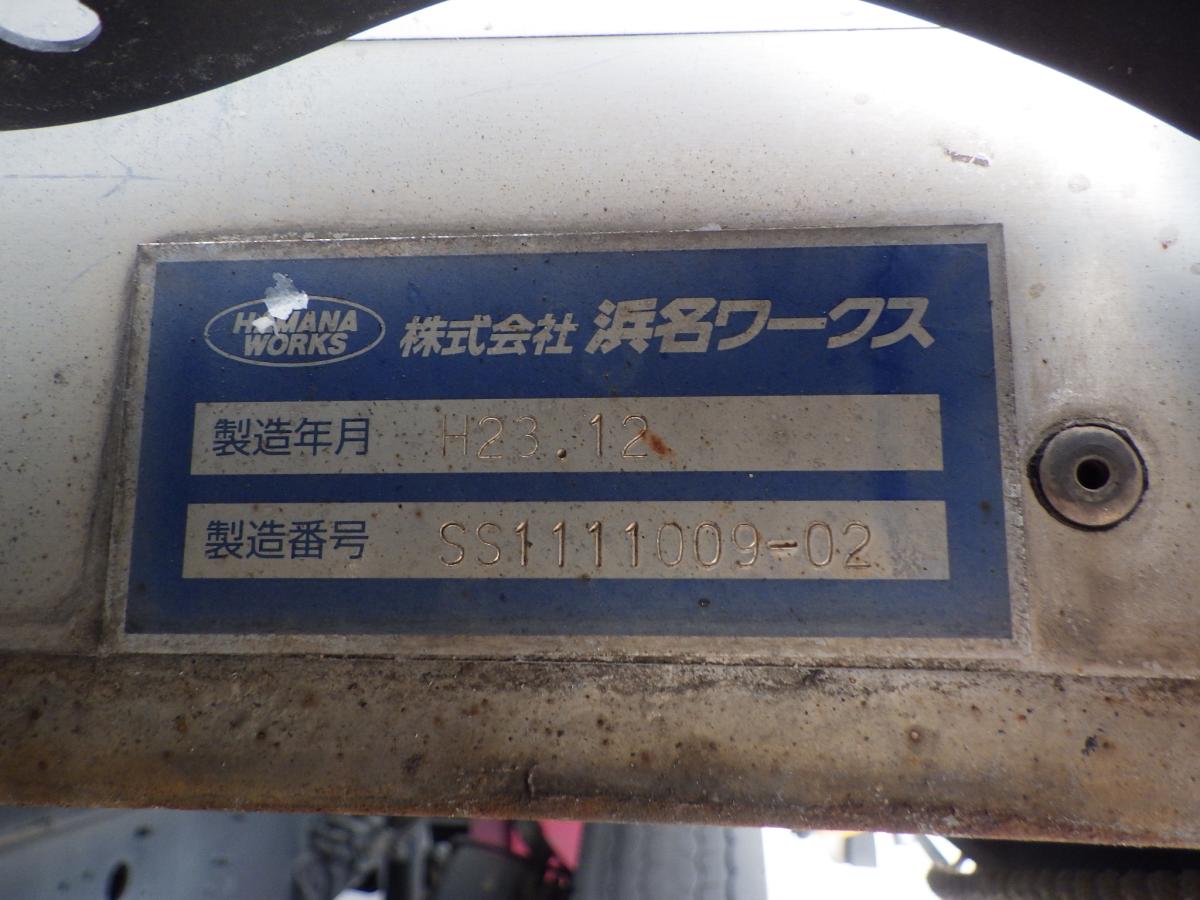 HAMANA
WORKS
株式会社 浜名ワークス
製造年月 H23.12
製造番号 SS1111009-02